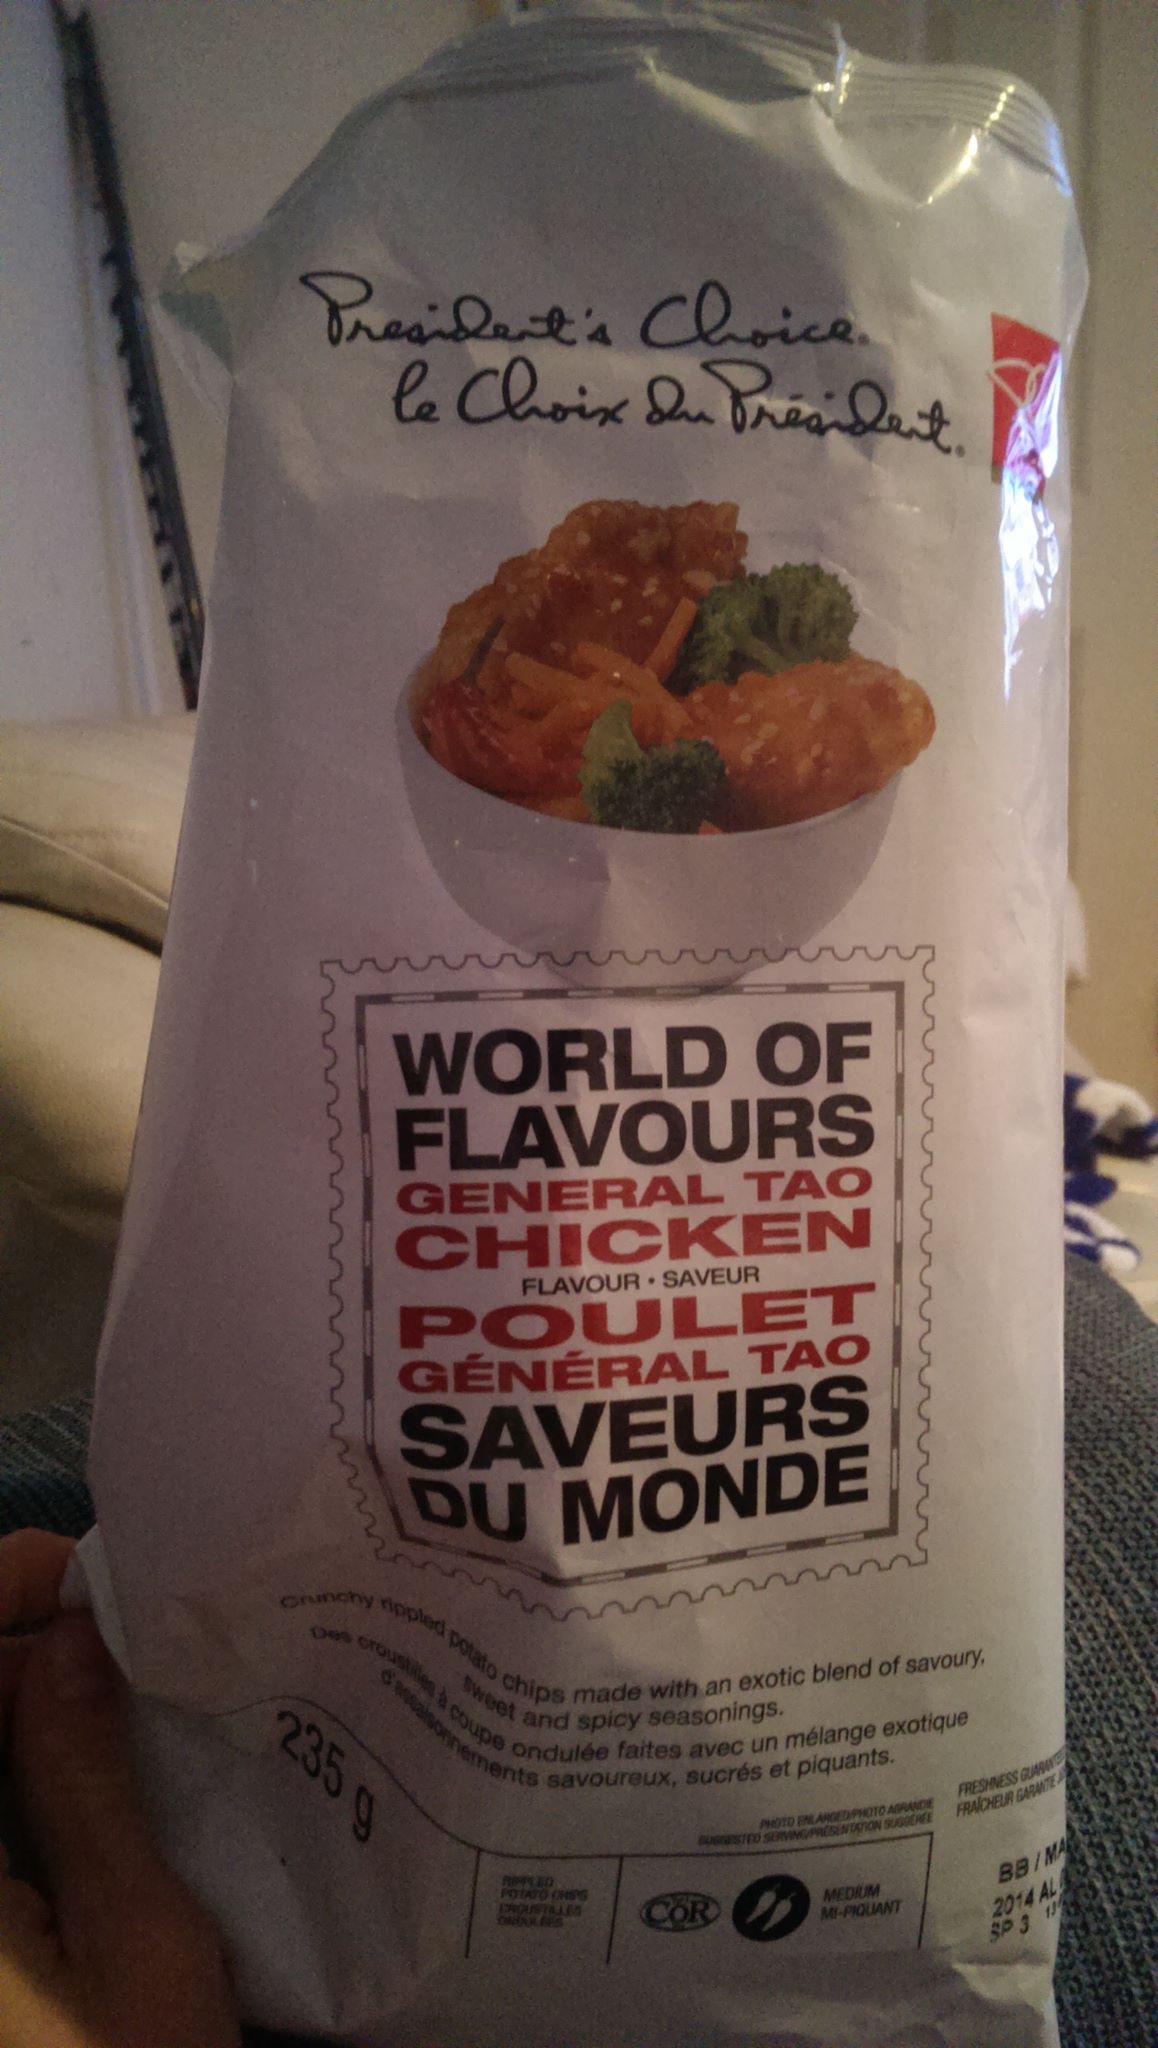 President's Choice®
le Choix du Président®
WORLD OF
FLAVOURS
GENERAL TAO
CHICKEN
FLAVOUR • SAVEUR
POULET
GÉNÉRAL TAO
SAVEURS
DU MONDE
Crunchy rippled potato chips made with an exotic blend of savoury,
sweet and spicy seasonings.
Des croustilles à coupe ondulée faites avec un mélange exotique
d'assaisonnements savoureux, sucrés et piquants.
235 g
PHOTO ENLARGED/PHOTO AGRANDIE
SUGGESTED SERVING/PRÉSENTATION SUGGÉRÉE
FRESHNESS
FRAÎCHEUR GARANTIE
RIPPLED
POTATO CHIPS
CROUSTILLES
ONDULÉES
COR
MEDIUM
MI-PIQUANT
BB / MA
2014 AL
SP 3 13